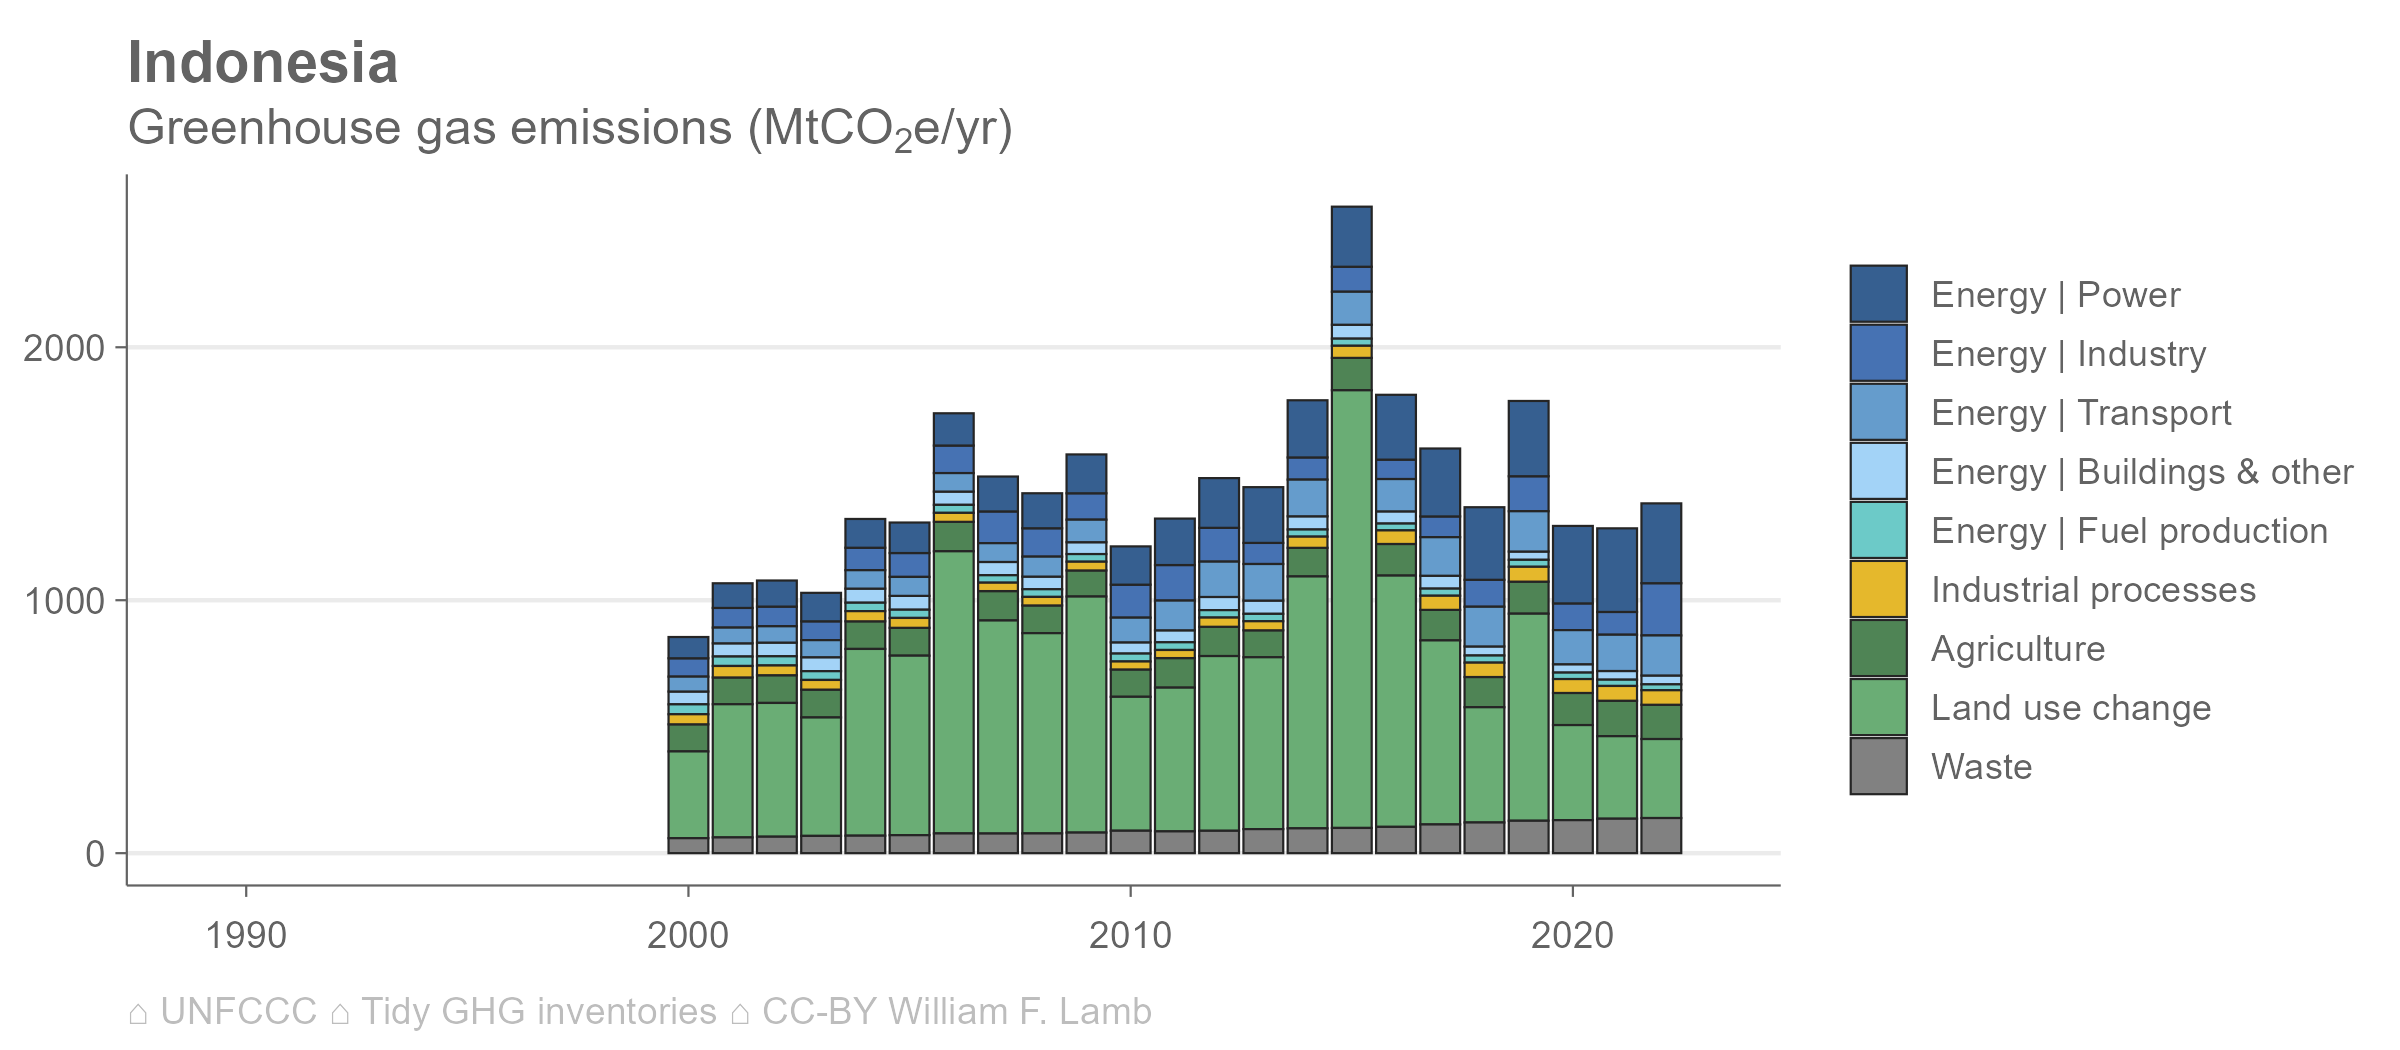 Indonesia
Greenhouse gas emissions (MtCO₂e/yr)
2000
1000
0
1990
2000
2010
2020
Energy | Power
Energy | Industry
Energy | Transport
Energy | Buildings & other
Energy | Fuel production
Industrial processes
Agriculture
Land use change
Waste
⌂ UNFCCC ⌂ Tidy GHG inventories ⌂ CC-BY William F. Lamb